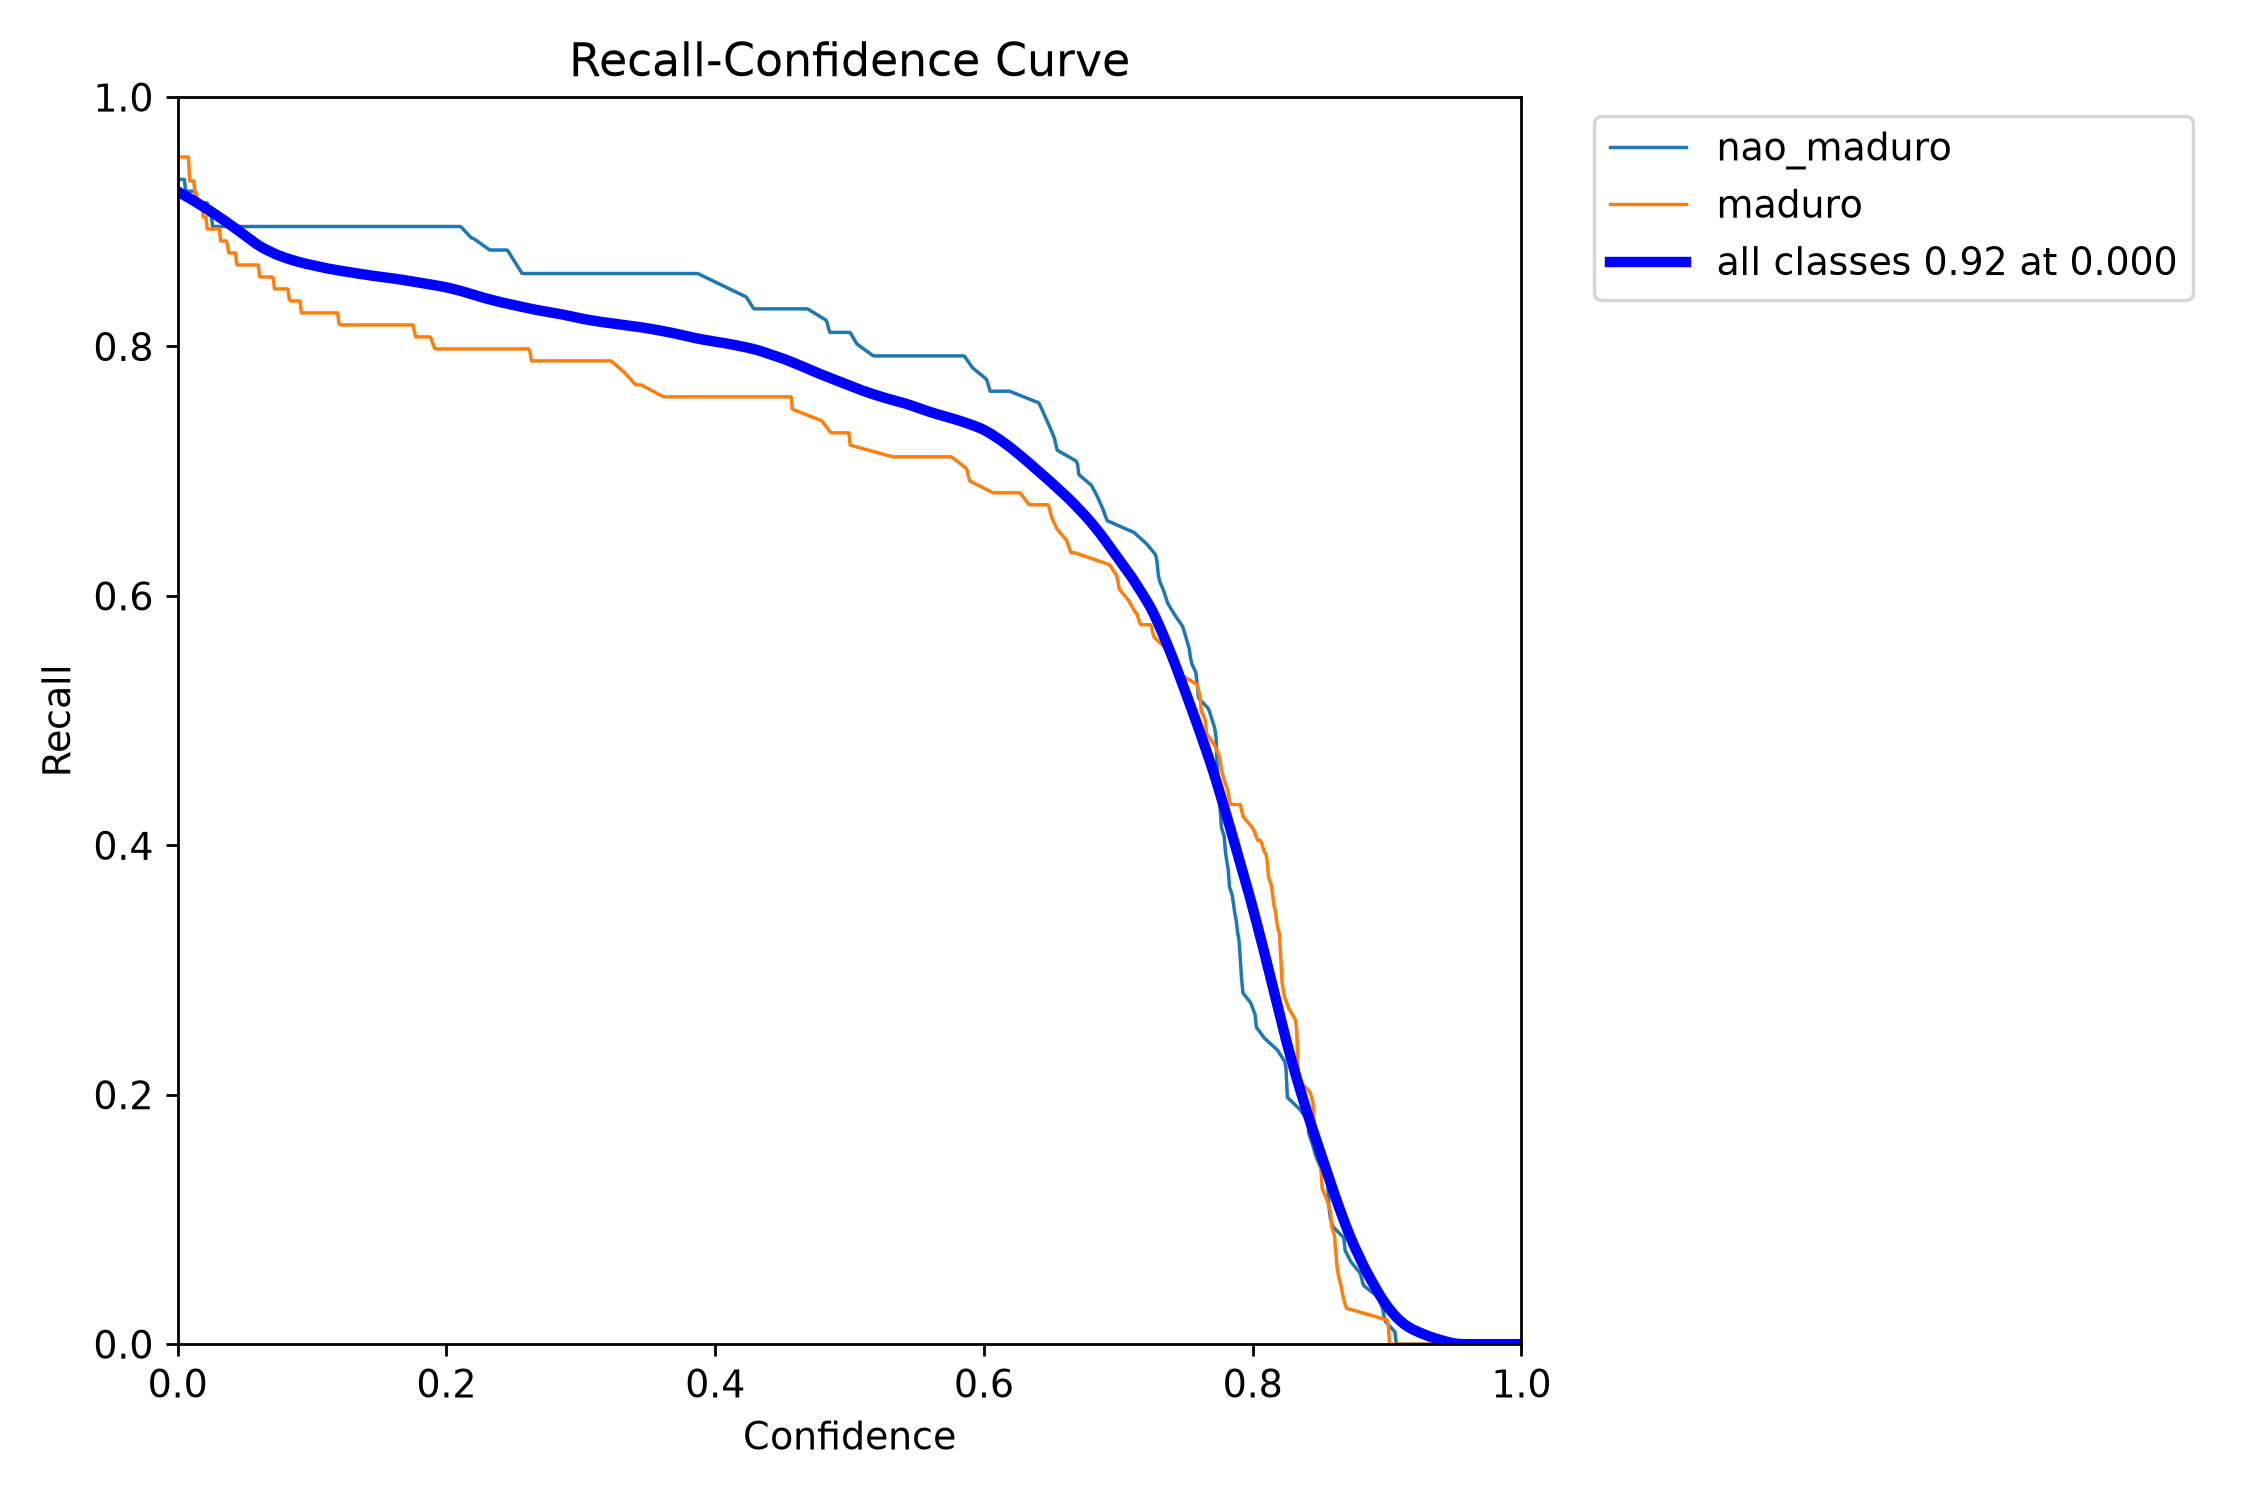 Recall-Confidence Curve
1.0
0.8
0.6
0.4
0.2
0.0
Recall
0.0 0.2 0.4 0.6 0.8 1.0
Confidence
nao_maduro
maduro
all classes 0.92 at 0.000